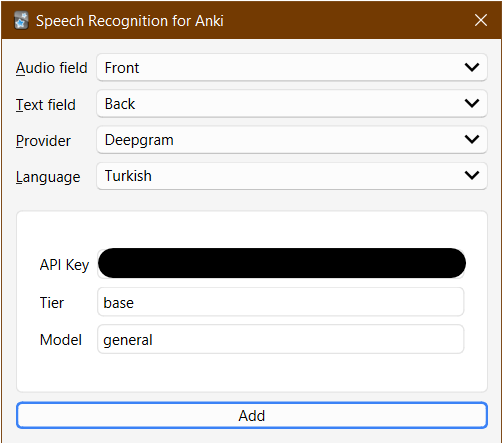 Speech Recognition for Anki
Audio field Front
Text field Back
Provider Deepgram
Language Turkish
API Key
Tier base
Model general
Add